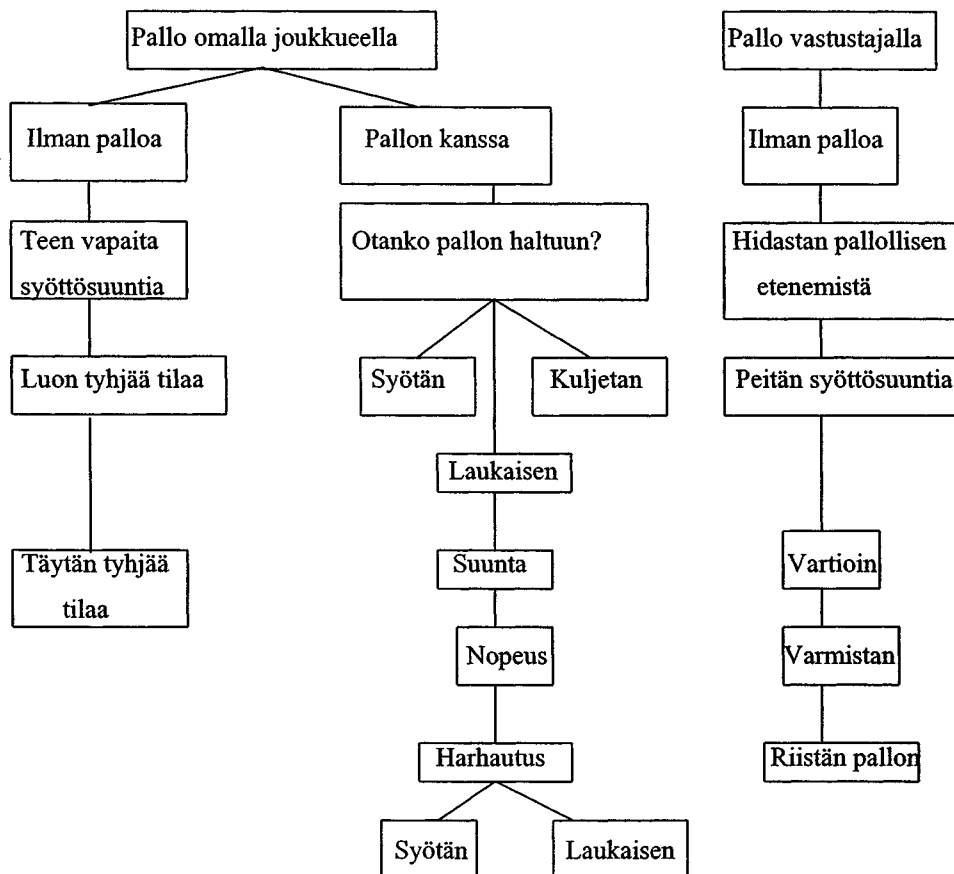 Pallo omalla joukkueella
Pallo vastustajalla
Ilman palloa
Pallon kanssa
Ilman palloa
Teen vapaita
syöttösuuntia
Otanko pallon haltuun?
Hidastan pallollisen
etenemistä
Luon tyhjää tilaa
Syötän
Kuljetan
Peitän syöttösuuntia
Laukaisen
Täytän tyhjää
tilaa
Suunta
Vartioin
Nopeus
Varmistan
Harhautus
Riistän pallon
Syötän
Laukaisen